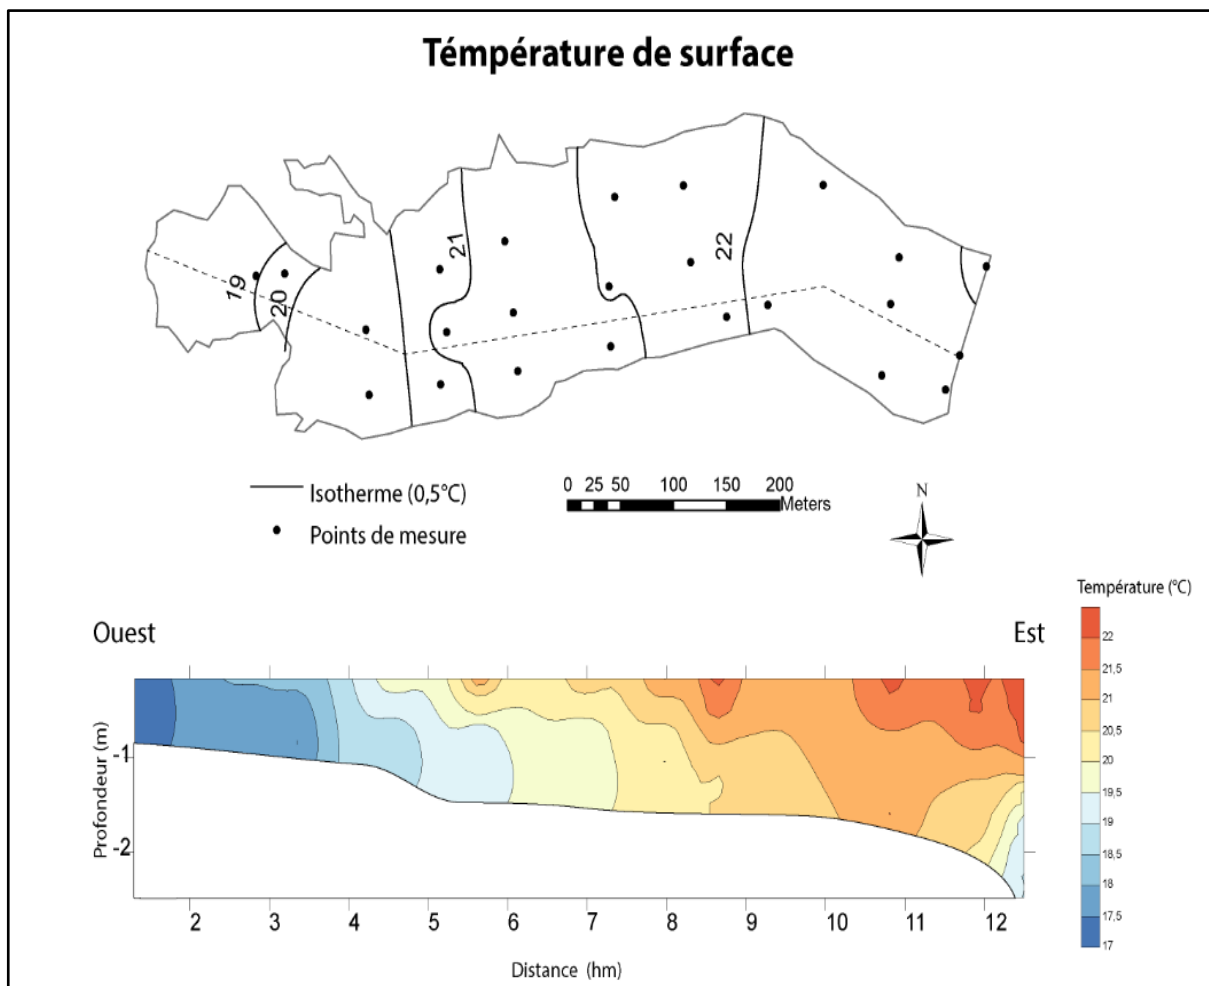 Témpérature de surface
19
20
21
22
Isotherme (0,5°C)
Points de mesure
0 25 50 100 150 200
Meters
N
Température (°C)
Ouest
Est
22
21,5
21
20,5
20
19,5
19
18,5
18
17,5
17
Profondeur (m)
-1
-2
2 3 4 5 6 7 8 9 10 11 12
Distance (hm)